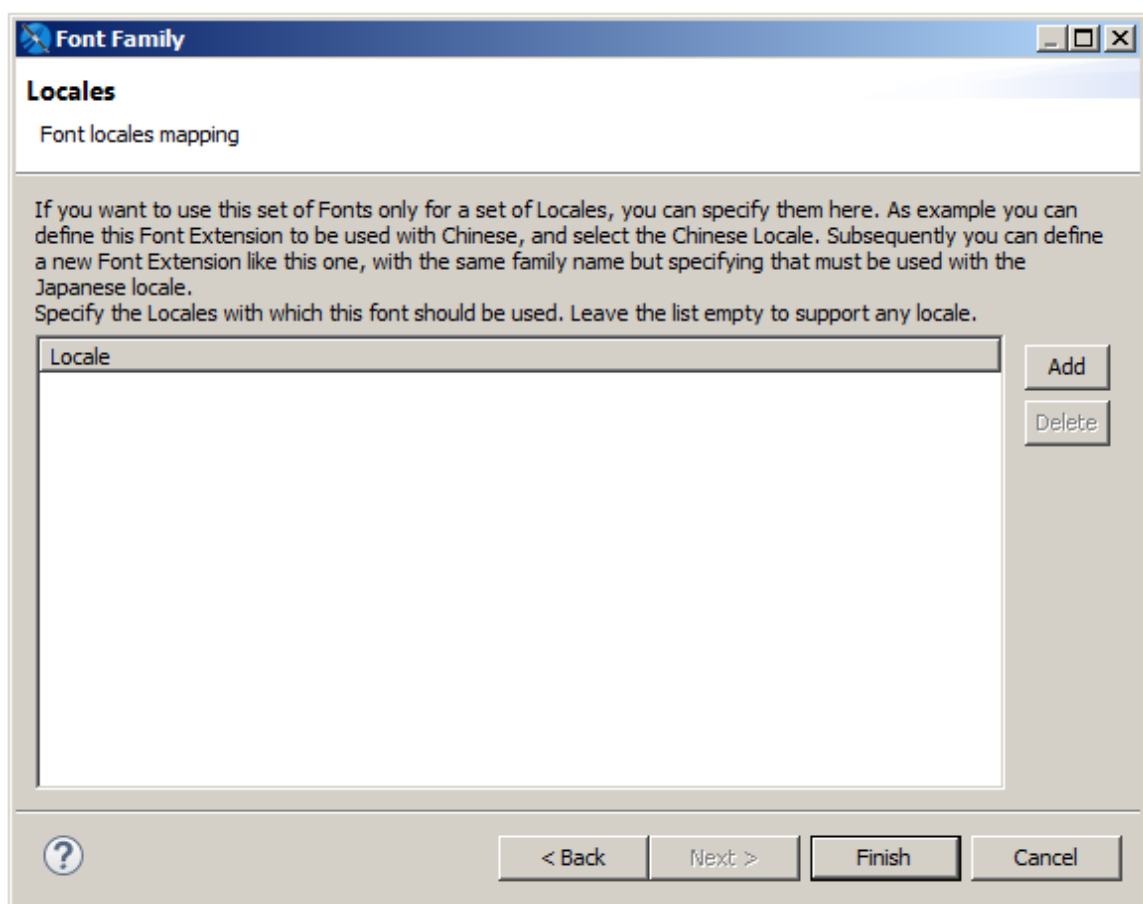 Font Family
Locales
Font locales mapping
If you want to use this set of Fonts only for a set of Locales, you can specify them here. As example you can
define this Font Extension to be used with Chinese, and select the Chinese Locale. Subsequently you can define
a new Font Extension like this one, with the same family name but specifying that must be used with the
Japanese locale.
Specify the Locales with which this font should be used. Leave the list empty to support any locale.
Locale
Add
Delete
?
< Back
Next >
Finish
Cancel